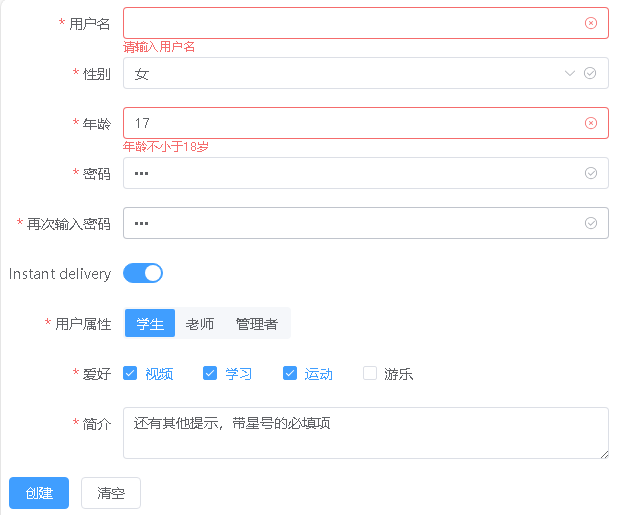 * 用户名
请输入用户名
* 性别 女
* 年龄 17
年龄不小于18岁
* 密码 •••
* 再次输入密码 •••
Instant delivery
* 用户属性 学生 老师 管理者
* 爱好 视频 学习 运动 游乐
* 简介 还有其他提示，带星号的必填项
创建 清空